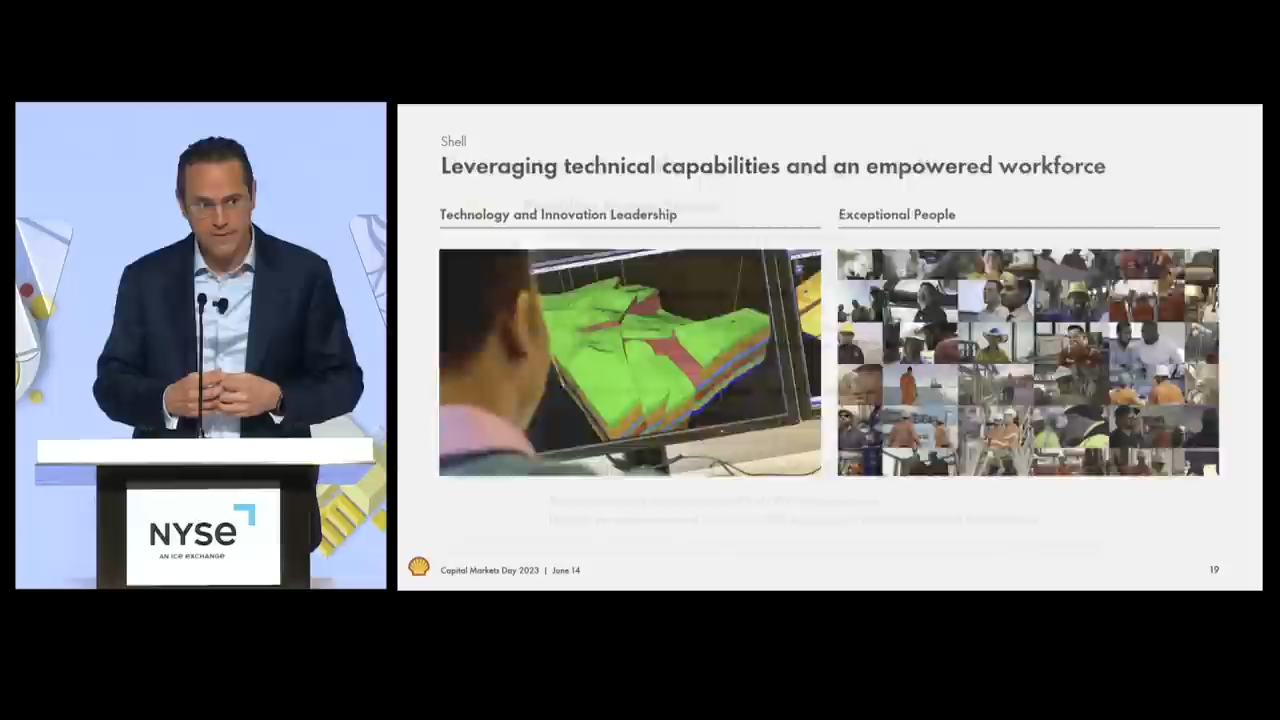 NYSE
AN ICE EXCHANGE
Shell
Leveraging technical capabilities and an empowered workforce
Technology and Innovation Leadership
Exceptional People
Capital Markets Day 2023 | June 14
19